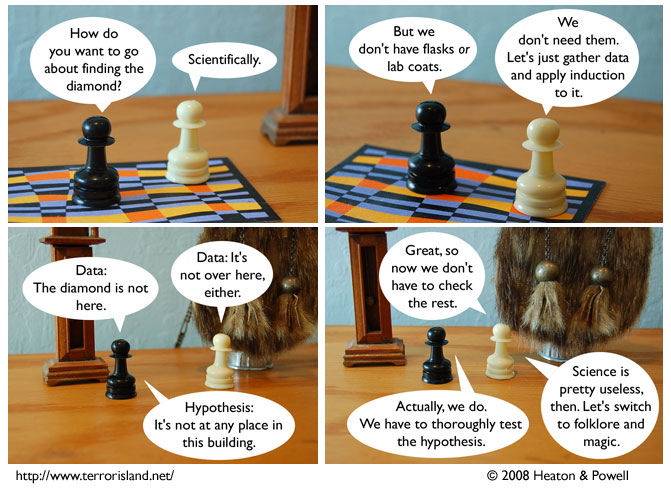 How do
you want to go
about finding the
diamond?
Scientifically.
But we
don't have flasks or
lab coats.
We
don't need them.
Let's just gather data
and apply induction
to it.
Data:
The diamond is not
here.
Data: It's
not over here,
either.
Hypothesis:
It's not at any place in
this building.
Great, so
now we don't
have to check
the rest.
Actually, we do.
We have to thoroughly test
the hypothesis.
Science is
pretty useless,
then. Let's switch
to folklore and
magic.
http://www.terrorisland.net/
© 2008 Heaton & Powell